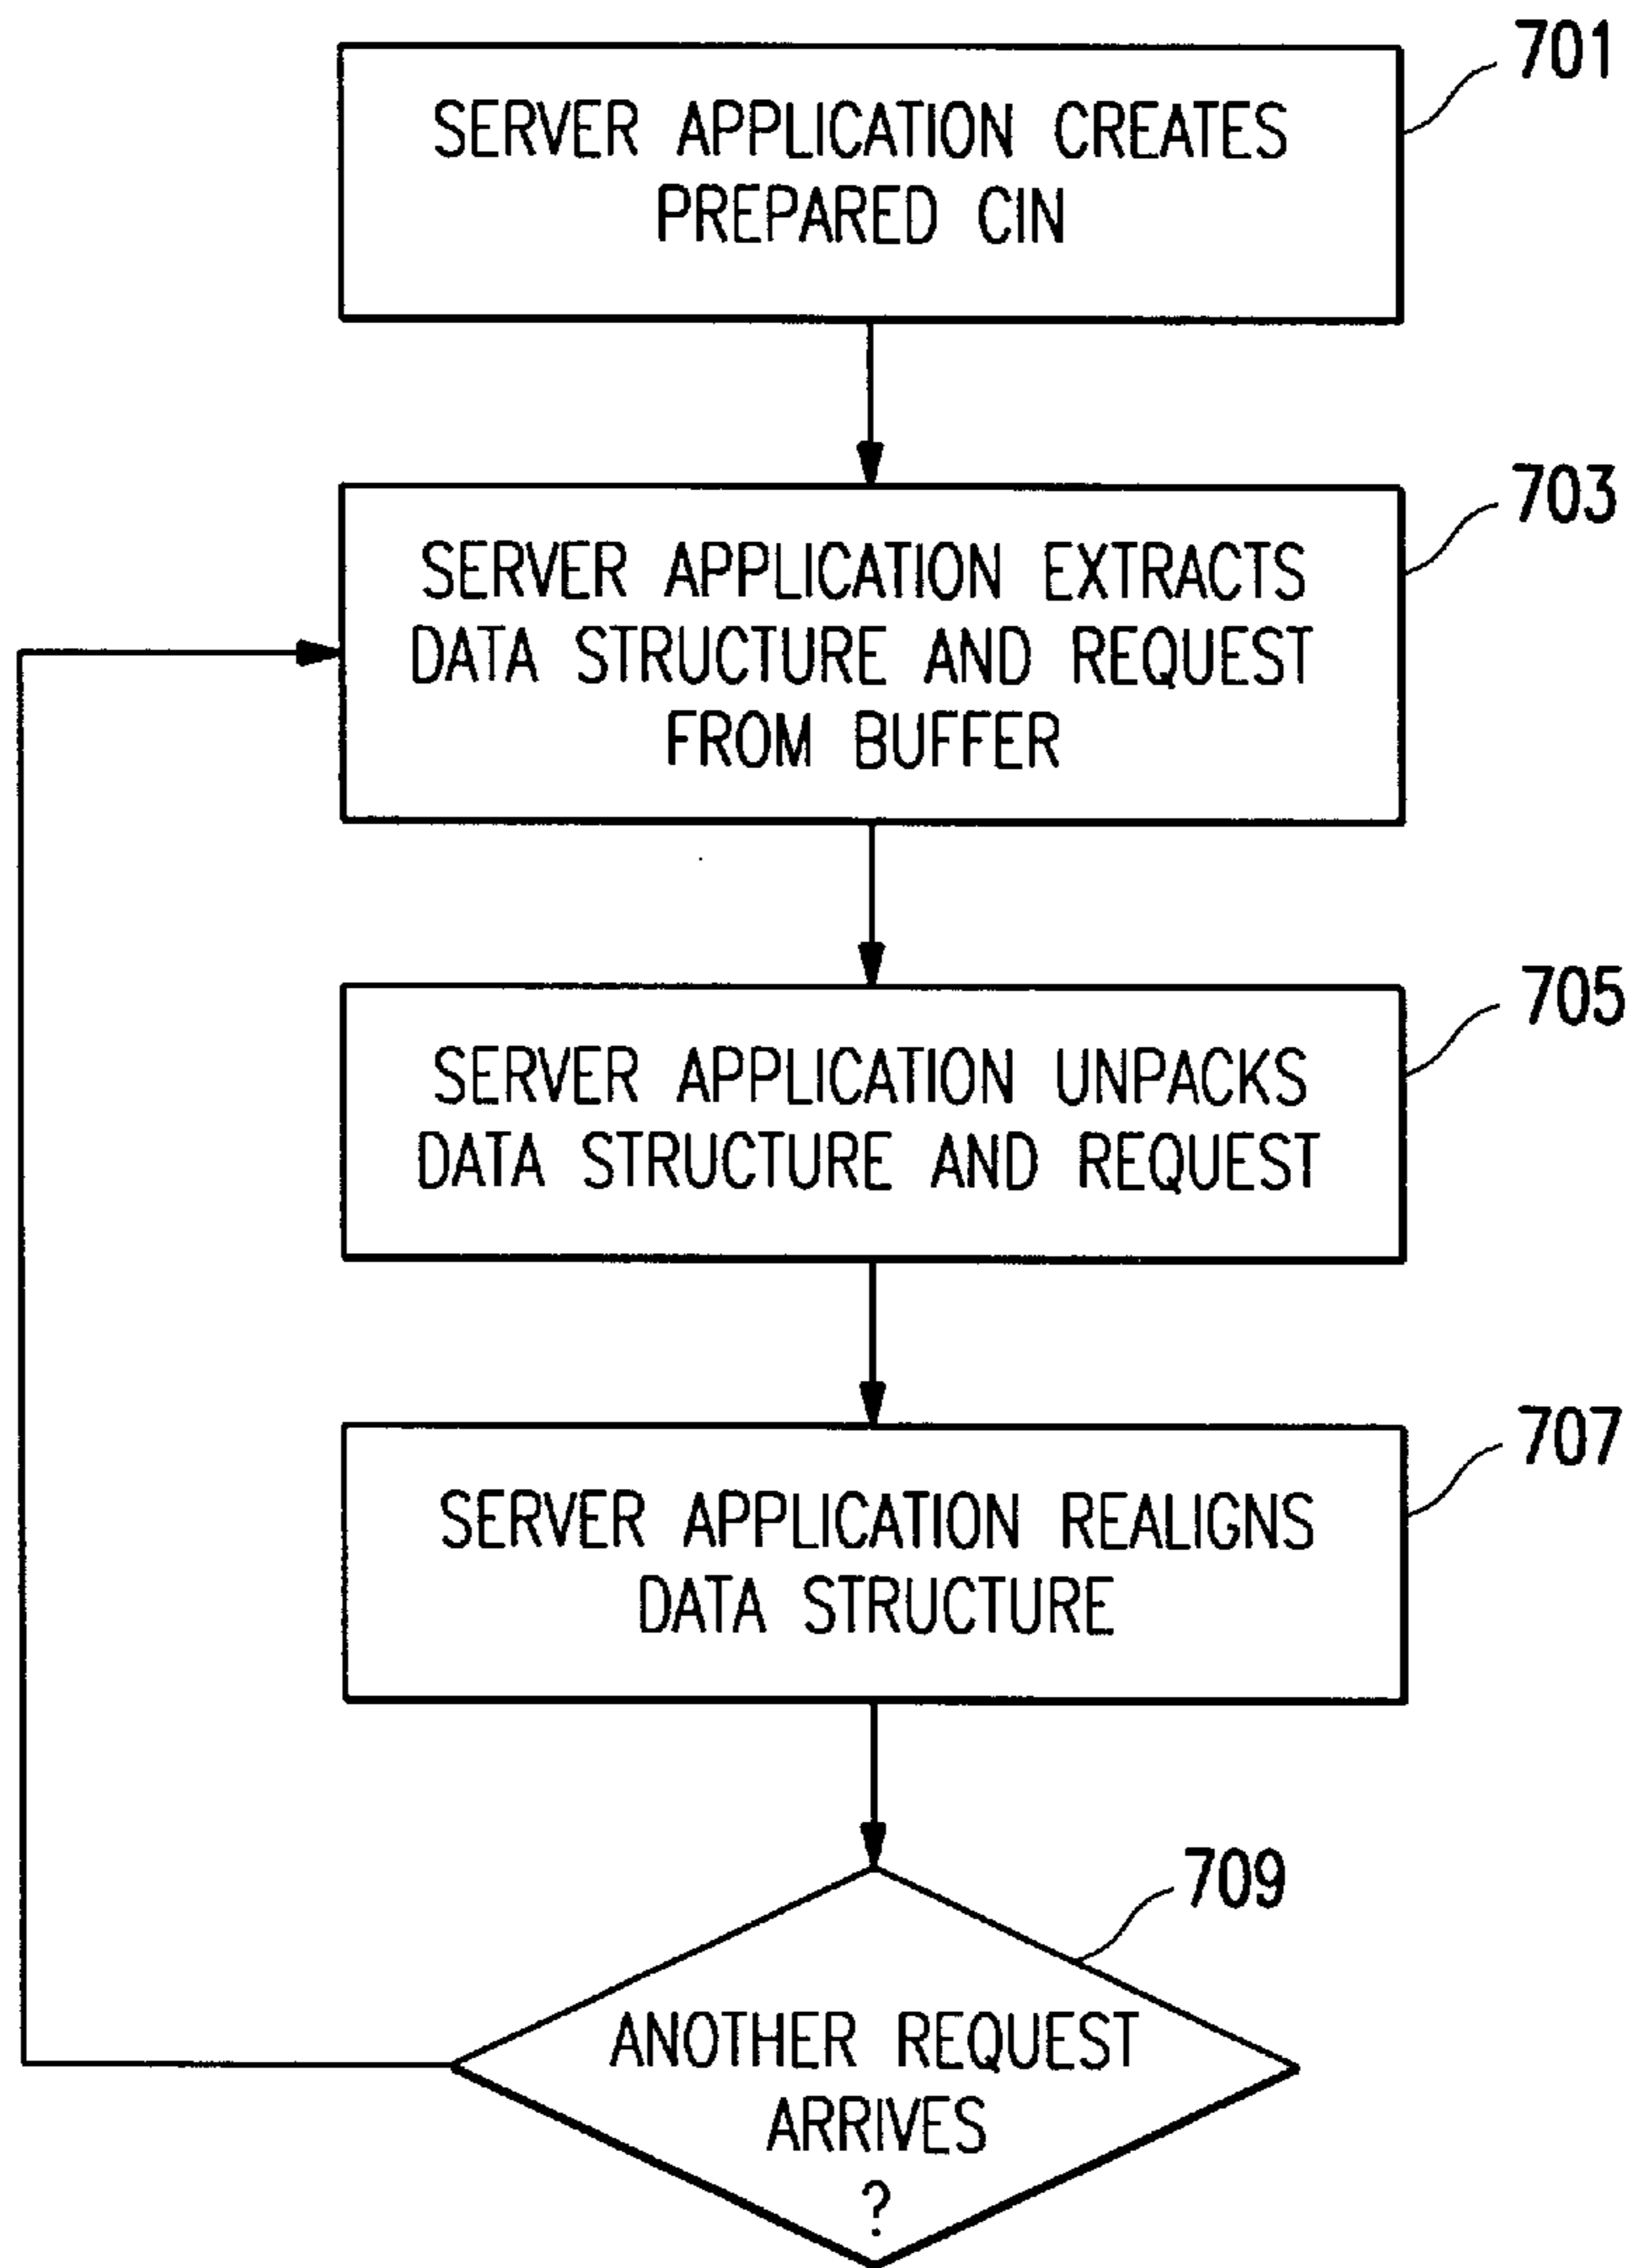 701
SERVER APPLICATION CREATES
PREPARED CIN
703
SERVER APPLICATION EXTRACTS
DATA STRUCTURE AND REQUEST
FROM BUFFER
705
SERVER APPLICATION UNPACKS
DATA STRUCTURE AND REQUEST
707
SERVER APPLICATION REALIGNS
DATA STRUCTURE
709
ANOTHER REQUEST
ARRIVES
?